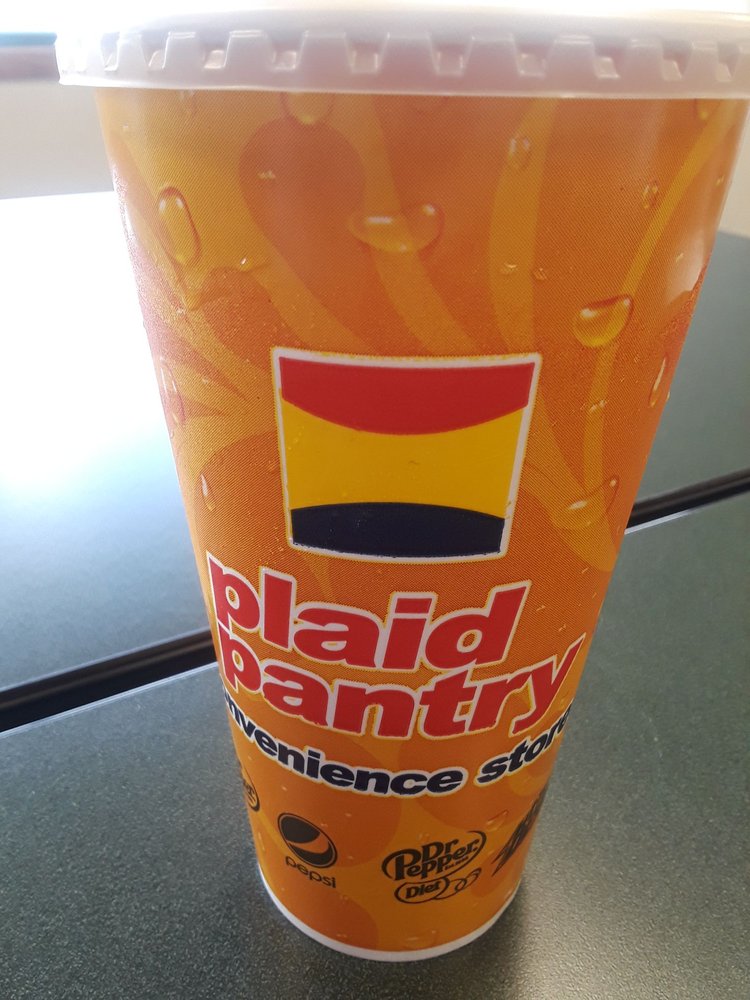 plaid
pantry
nvenience store
pepsi
Dr
Pepper
Diet